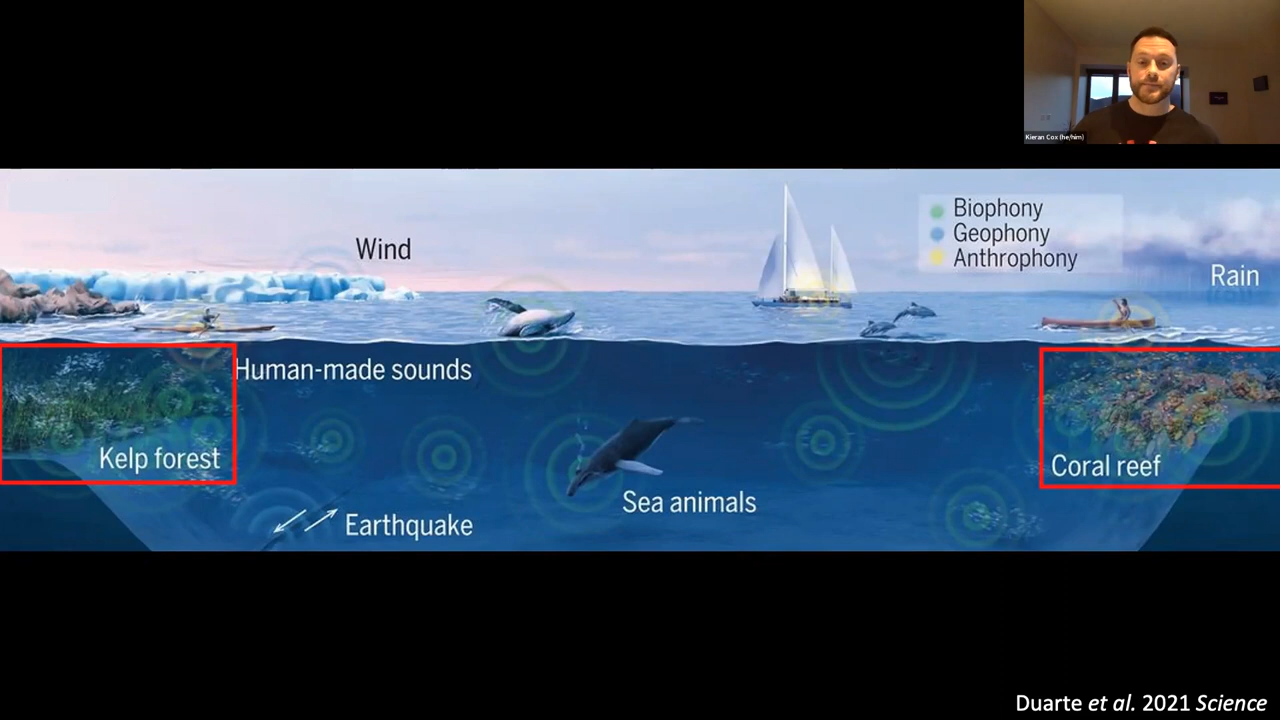 Kieran Cox (he/him)
Biophony
Geophony
Anthrophony
Wind
Rain
Human-made sounds
Kelp forest
Coral reef
Sea animals
Earthquake
Duarte et al. 2021 Science